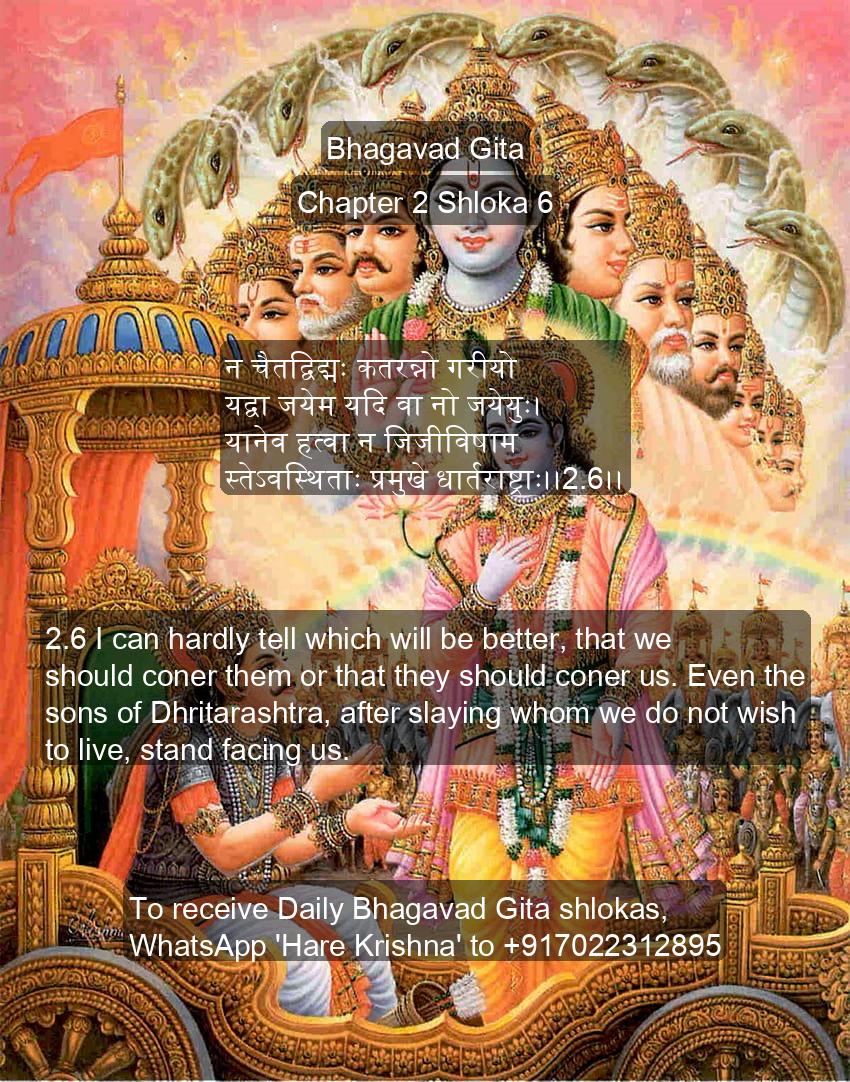 Bhagavad Gita
Chapter 2 Shloka 6
न चैतद्विद्मः कतरन्नो गरीयो
यद्वा जयेम यदि वा नो जयेयुः।
यानेव हत्वा न जिजीविषाम
स्तेऽवस्थिताः प्रमुखे धार्तराष्ट्राः।।2.6।।
2.6 I can hardly tell which will be better, that we
should coner them or that they should coner us. Even the
sons of Dhritarashtra, after slaying whom we do not wish
to live, stand facing us.
To receive Daily Bhagavad Gita shlokas,
WhatsApp 'Hare Krishna' to +917022312895